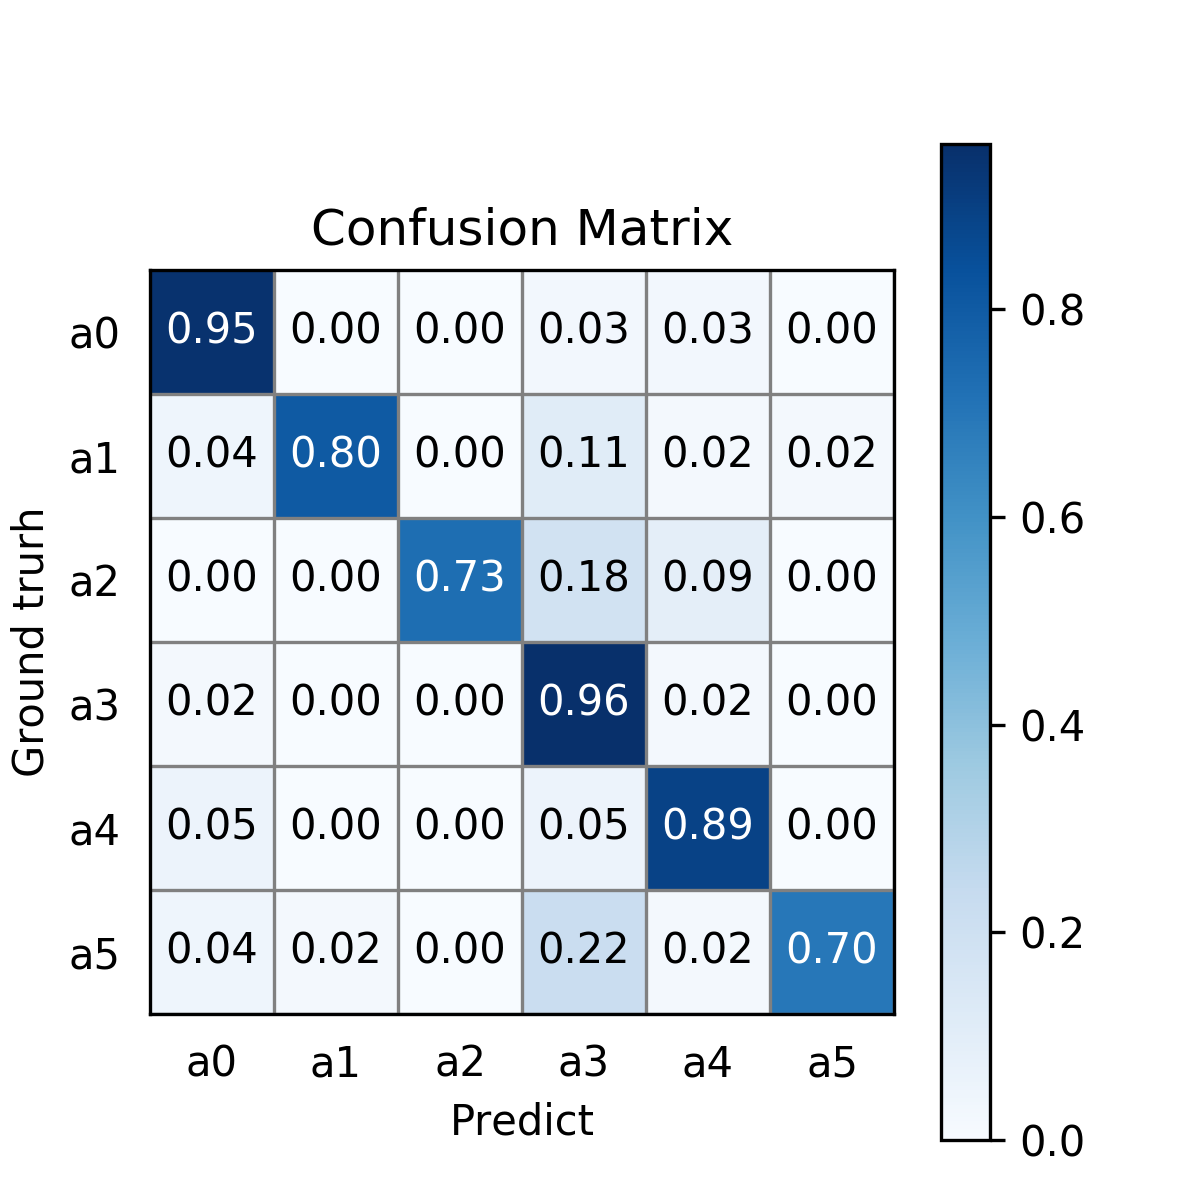 Confusion Matrix
a0 0.95 0.00 0.00 0.03 0.03 0.00
a1 0.04 0.80 0.00 0.11 0.02 0.02
a2 0.00 0.00 0.73 0.18 0.09 0.00
a3 0.02 0.00 0.00 0.96 0.02 0.00
a4 0.05 0.00 0.00 0.05 0.89 0.00
a5 0.04 0.02 0.00 0.22 0.02 0.70
a0 a1 a2 a3 a4 a5
Predict
Ground trurh
0.8
0.6
0.4
0.2
0.0